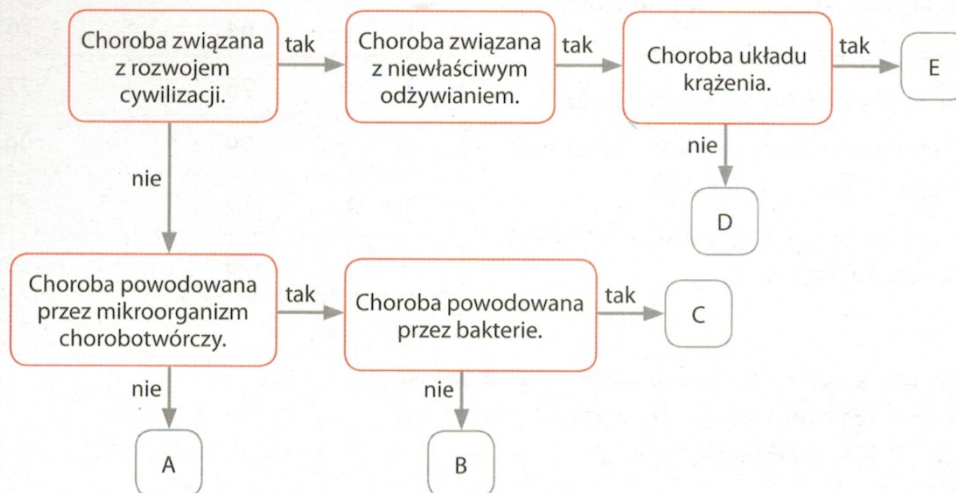 Choroba związana
z rozwojem
cywilizacji.
tak
Choroba związana
z niewłaściwym
odżywianiem.
tak
Choroba układu
krążenia.
tak
E
nie
nie
D
Choroba powodowana
przez mikroorganizm
chorobotwórczy.
tak
Choroba powodowana
przez bakterie.
tak
C
nie
nie
A
B